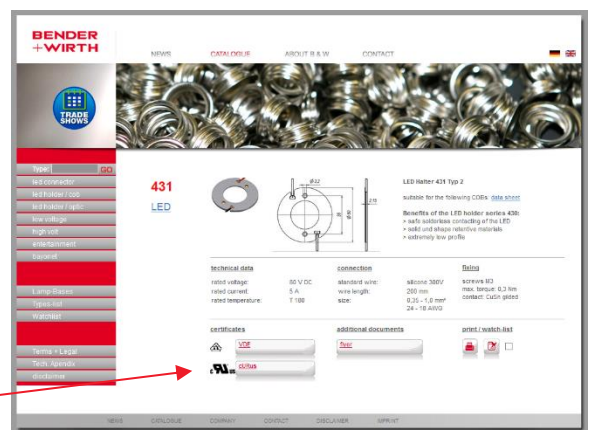 BENDER
+WIRTH
NEWS CATALOGUE ABOUT B & W CONTACT
TRADE
SHOWS
Type: GO
led connector
led holder / cob
led holder / optic
low voltage
high volt
entertainment
bayonet
Lamp-Bases
Types-list
Watchlist
Terms + Legal
Tech. Apendix
disclaimer
431
LED
LED Halter 431 Typ 2
suitable for the following COBs: data sheet
Benefits of the LED holder series 430:
> safe solderless contacting of the LED
> solid and shape retentive materials
> extremely low profile
technical data
rated voltage: 60 V DC
rated current: 5 A
rated temperature: T 100
connection
standard wire: silicone 300V
wire length: 200 mm
size: 0,35 - 1,0 mm²
24 - 18 AWG
fixing
screws M3
max. torque: 0,3 Nm
contact: CuSn gilded
certificates
VDE
cURus
additional documents
flyer
print / watch-list
NEWS CATALOGUE COMPANY CONTACT DISCLAIMER IMPRINT